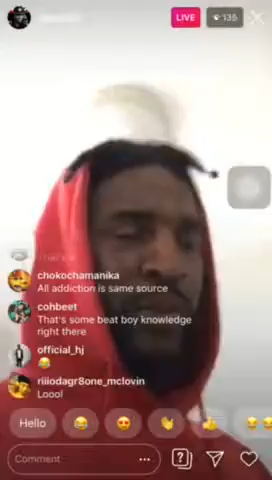 LIVE
135
chokochamanika
All addiction is same source
cohbeet
That's some beat boy knowledge
right there
official_hj
😂
riiiodagr8one_mclovin
Loool
Hello
Comment